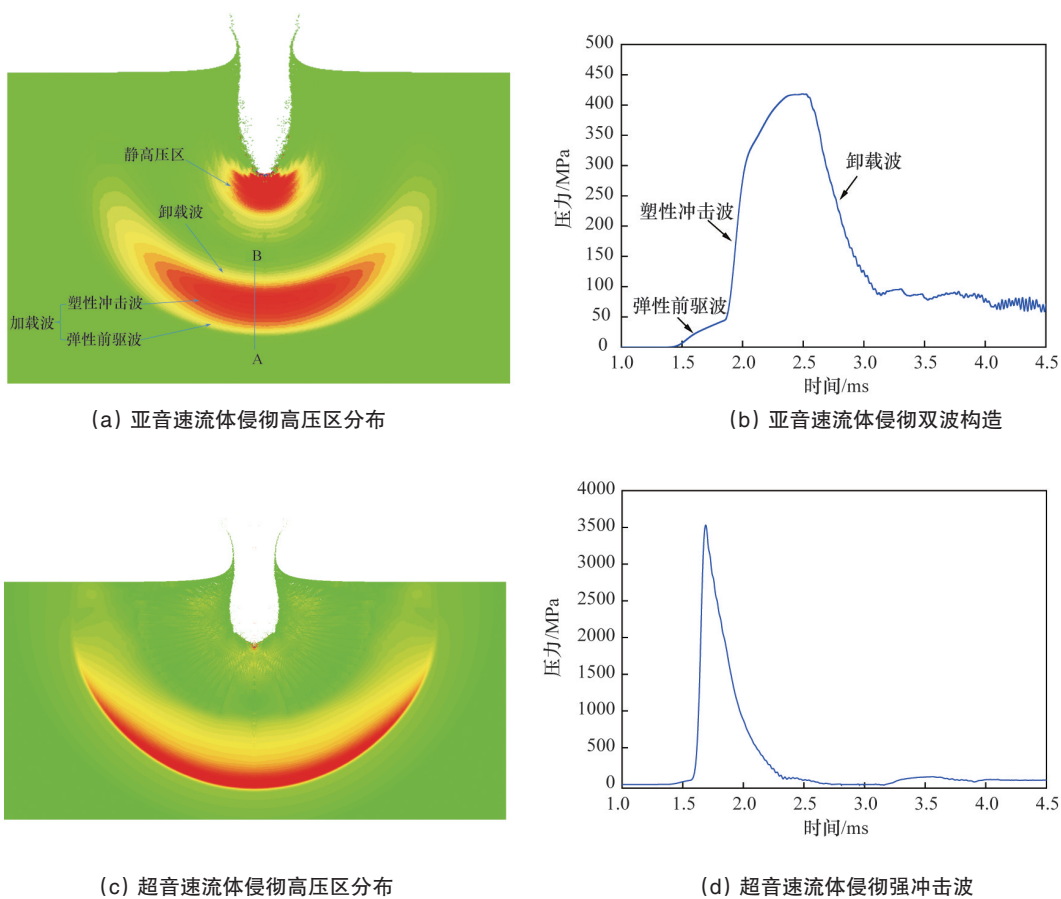 静高压区
卸载波
B
塑性冲击波
加载波
弹性前驱波
A
(a) 亚音速流体侵彻高压区分布
500
450
400
350
300
250
200
150
100
50
0
压力/MPa
塑性冲击波
弹性前驱波
卸载波
1.0 1.5 2.0 2.5 3.0 3.5 4.0 4.5
时间/ms
(b) 亚音速流体侵彻双波构造
(c) 超音速流体侵彻高压区分布
4000
3500
3000
2500
2000
1500
1000
500
0
压力/MPa
1.0 1.5 2.0 2.5 3.0 3.5 4.0 4.5
时间/ms
(d) 超音速流体侵彻强冲击波